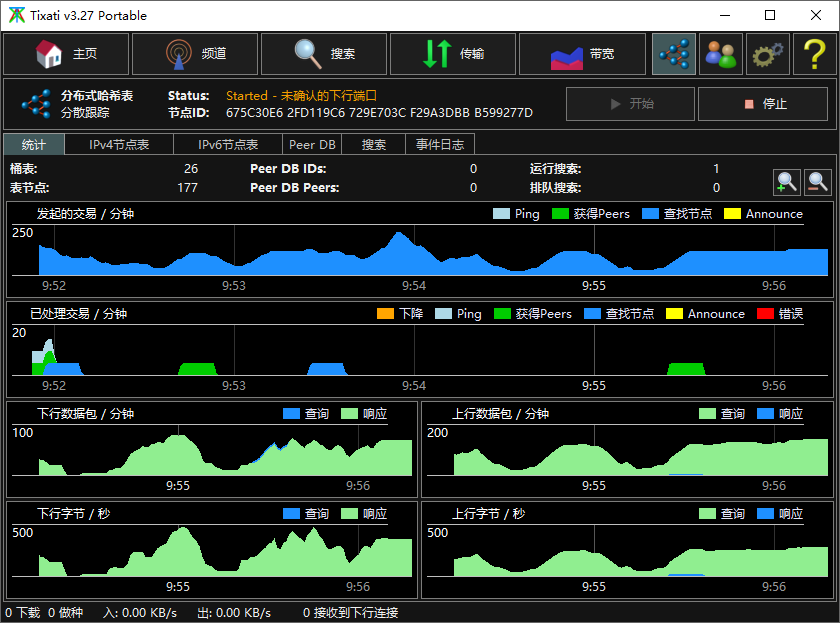 Tixati v3.27 Portable
主页 频道 搜索 传输 带宽
分布式哈希表 Status: Started - 未确认的下行端口
分散跟踪 节点ID: 675C30E6 2FD119C6 729E703C F29A3DBB B599277D
开始 停止
统计 IPv4节点表 IPv6节点表 Peer DB 搜索 事件日志
桶表: 26 Peer DB IDs: 0 运行搜索: 1
表节点: 177 Peer DB Peers: 0 排队搜索: 0
发起的交易 / 分钟 Ping 获得Peers 查找节点 Announce
250
9:52 9:53 9:54 9:55 9:56
已处理交易 / 分钟 下降 Ping 获得Peers 查找节点 Announce 错误
20
9:52 9:53 9:54 9:55 9:56
下行数据包 / 分钟 查询 响应
100
9:55 9:56
上行数据包 / 分钟 查询 响应
200
9:55 9:56
下行字节 / 秒 查询 响应
500
9:55 9:56
上行字节 / 秒 查询 响应
500
9:55 9:56
0 下载 0 做种 入: 0.00 KB/s 出: 0.00 KB/s 0 接收到下行连接